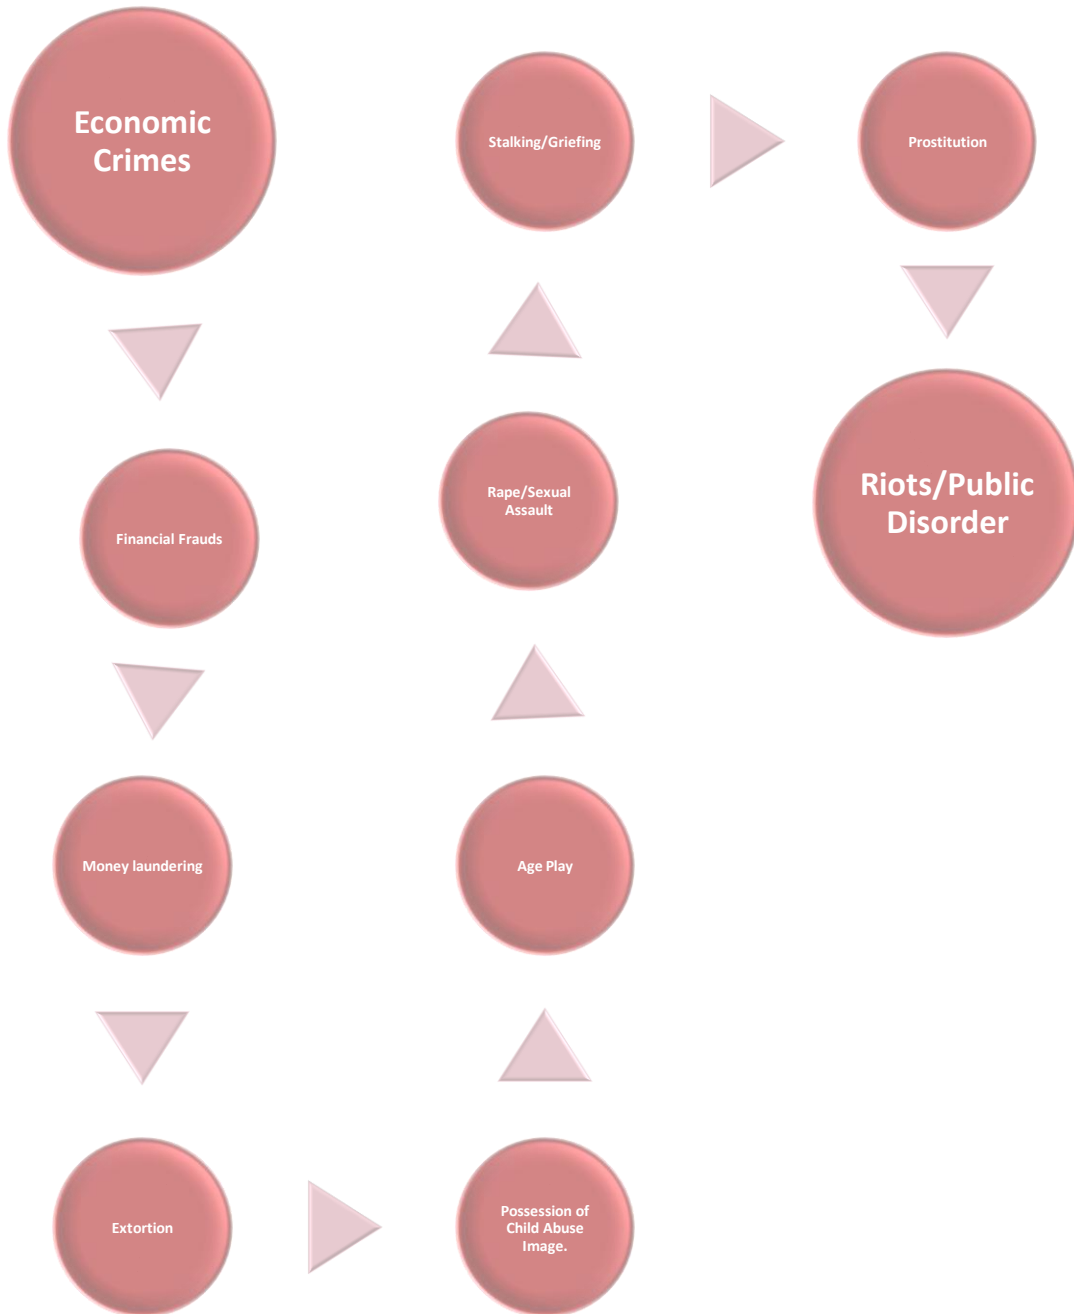 Economic
Crimes
Financial Frauds
Money laundering
Extortion
Possession of
Child Abuse
Image.
Age Play
Rape/Sexual
Assault
Stalking/Griefing
Prostitution
Riots/Public
Disorder